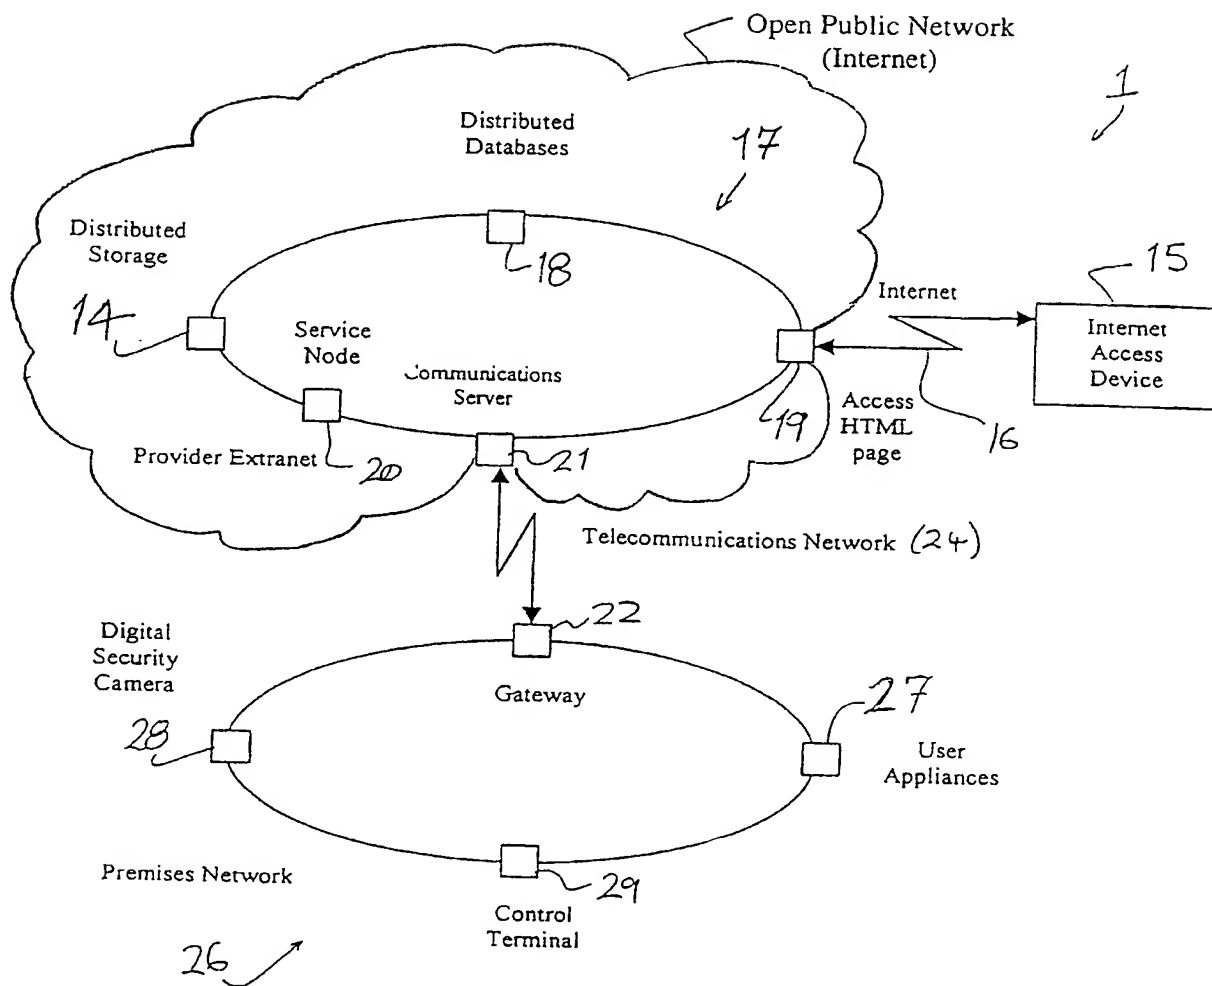 Open Public Network
(Internet)
1
Distributed
Databases
17
Distributed
Storage
18
15
14
Internet
Internet
Access
Device
Service
Node
Communications
Server
19
Access
HTML
page
16
Provider Extranet
20
21
Telecommunications Network (24)
22
Digital
Security
Camera
Gateway
27
28
User
Appliances
Premises Network
29
Control
Terminal
26